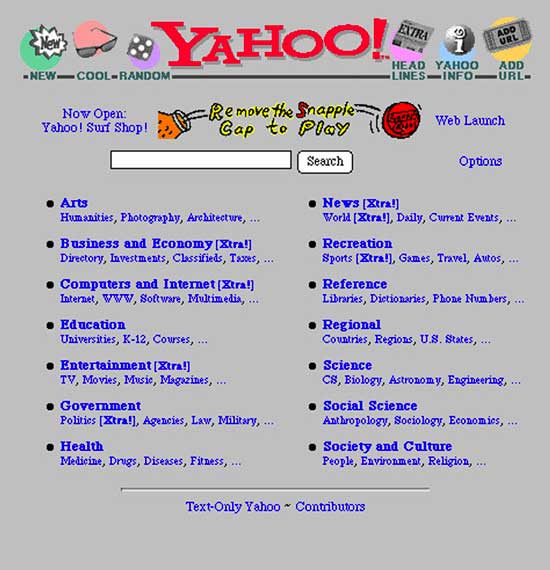 New
EXTRA
i
ADD URL
YAHOO!™
NEW COOL RANDOM
HEAD LINES
YAHOO INFO
ADD URL
Now Open:
Yahoo! Surf Shop!
Remove the Snapple
Cap to Play
Web Launch
Search
Options
Arts
Humanities, Photography, Architecture, ...
Business and Economy [Xtra!]
Directory, Investments, Classifieds, Taxes, ...
Computers and Internet [Xtra!]
Internet, WWW, Software, Multimedia, ...
Education
Universities, K-12, Courses, ...
Entertainment [Xtra!]
TV, Movies, Music, Magazines, ...
Government
Politics [Xtra!], Agencies, Law, Military, ...
Health
Medicine, Drugs, Diseases, Fitness, ...
News [Xtra!]
World [Xtra!], Daily, Current Events, ...
Recreation
Sports [Xtra!], Games, Travel, Autos, ...
Reference
Libraries, Dictionaries, Phone Numbers, ...
Regional
Countries, Regions, U.S. States, ...
Science
CS, Biology, Astronomy, Engineering, ...
Social Science
Anthropology, Sociology, Economics, ...
Society and Culture
People, Environment, Religion, ...
Text-Only Yahoo ~ Contributors